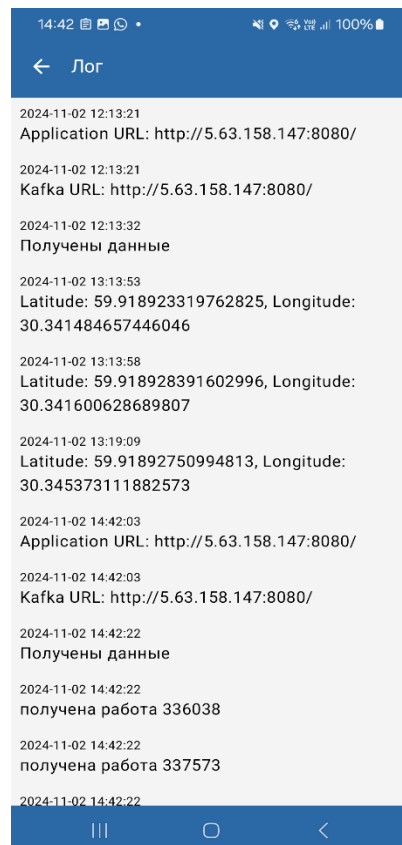 14:42 100%
Лог
2024-11-02 12:13:21
Application URL: http://5.63.158.147:8080/
2024-11-02 12:13:21
Kafka URL: http://5.63.158.147:8080/
2024-11-02 12:13:32
Получены данные
2024-11-02 13:13:53
Latitude: 59.918923319762825, Longitude:
30.341484657446046
2024-11-02 13:13:58
Latitude: 59.918928391602996, Longitude:
30.341600628689807
2024-11-02 13:19:09
Latitude: 59.91892750994813, Longitude:
30.345373111882573
2024-11-02 14:42:03
Application URL: http://5.63.158.147:8080/
2024-11-02 14:42:03
Kafka URL: http://5.63.158.147:8080/
2024-11-02 14:42:22
Получены данные
2024-11-02 14:42:22
получена работа 336038
2024-11-02 14:42:22
получена работа 337573
2024-11-02 14:42:22